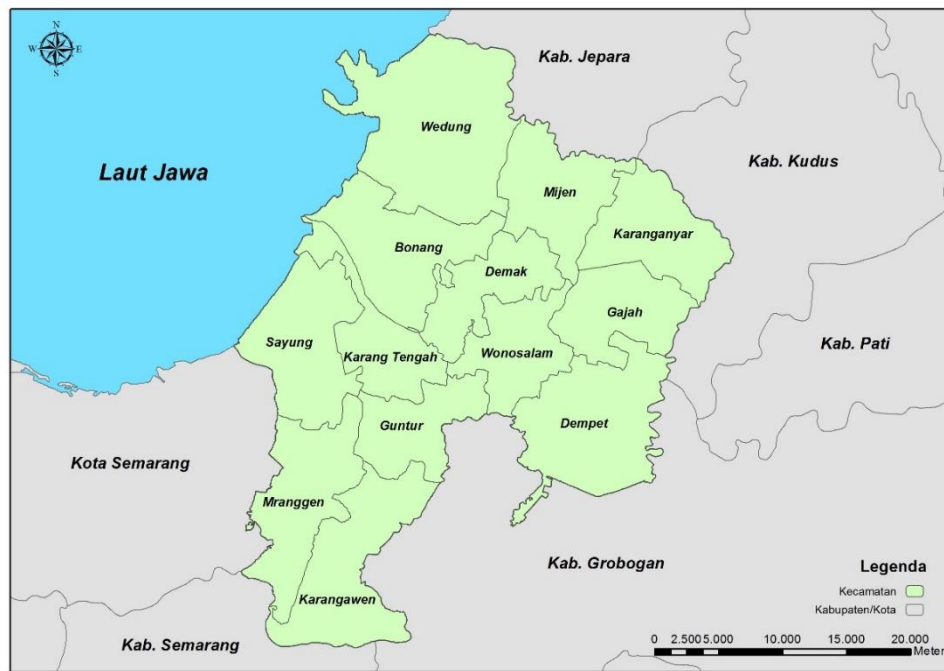 N
W E
S
Kab. Jepara
Wedung
Laut Jawa
Kab. Kudus
Mijen
Karanganyar
Bonang
Demak
Gajah
Sayung
Karang Tengah
Wonosalam
Kab. Pati
Guntur
Dempet
Kota Semarang
Mranggen
Kab. Grobogan
Karangawen
Kab. Semarang
Legenda
Kecamatan
Kabupaten/Kota
0 2.500 5.000 10.000 15.000 20.000
Meter